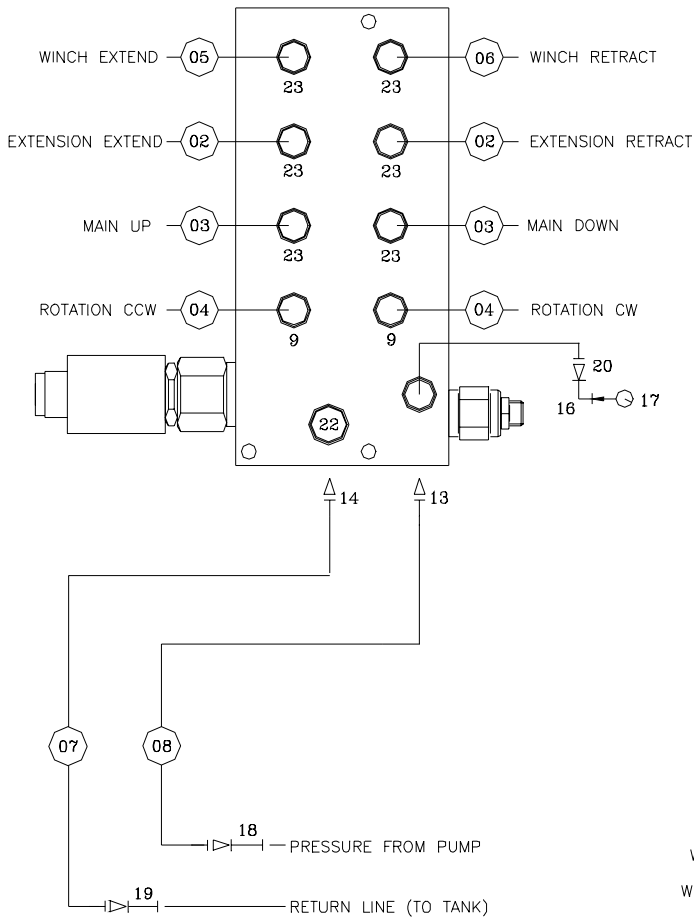 WINCH EXTEND 05 23 23 06 WINCH RETRACT
EXTENSION EXTEND 02 23 23 02 EXTENSION RETRACT
MAIN UP 03 23 23 03 MAIN DOWN
ROTATION CCW 04 9 9 04 ROTATION CW
20
16 17
22
14 13
07 08
18 PRESSURE FROM PUMP
19 RETURN LINE (TO TANK)
W
W